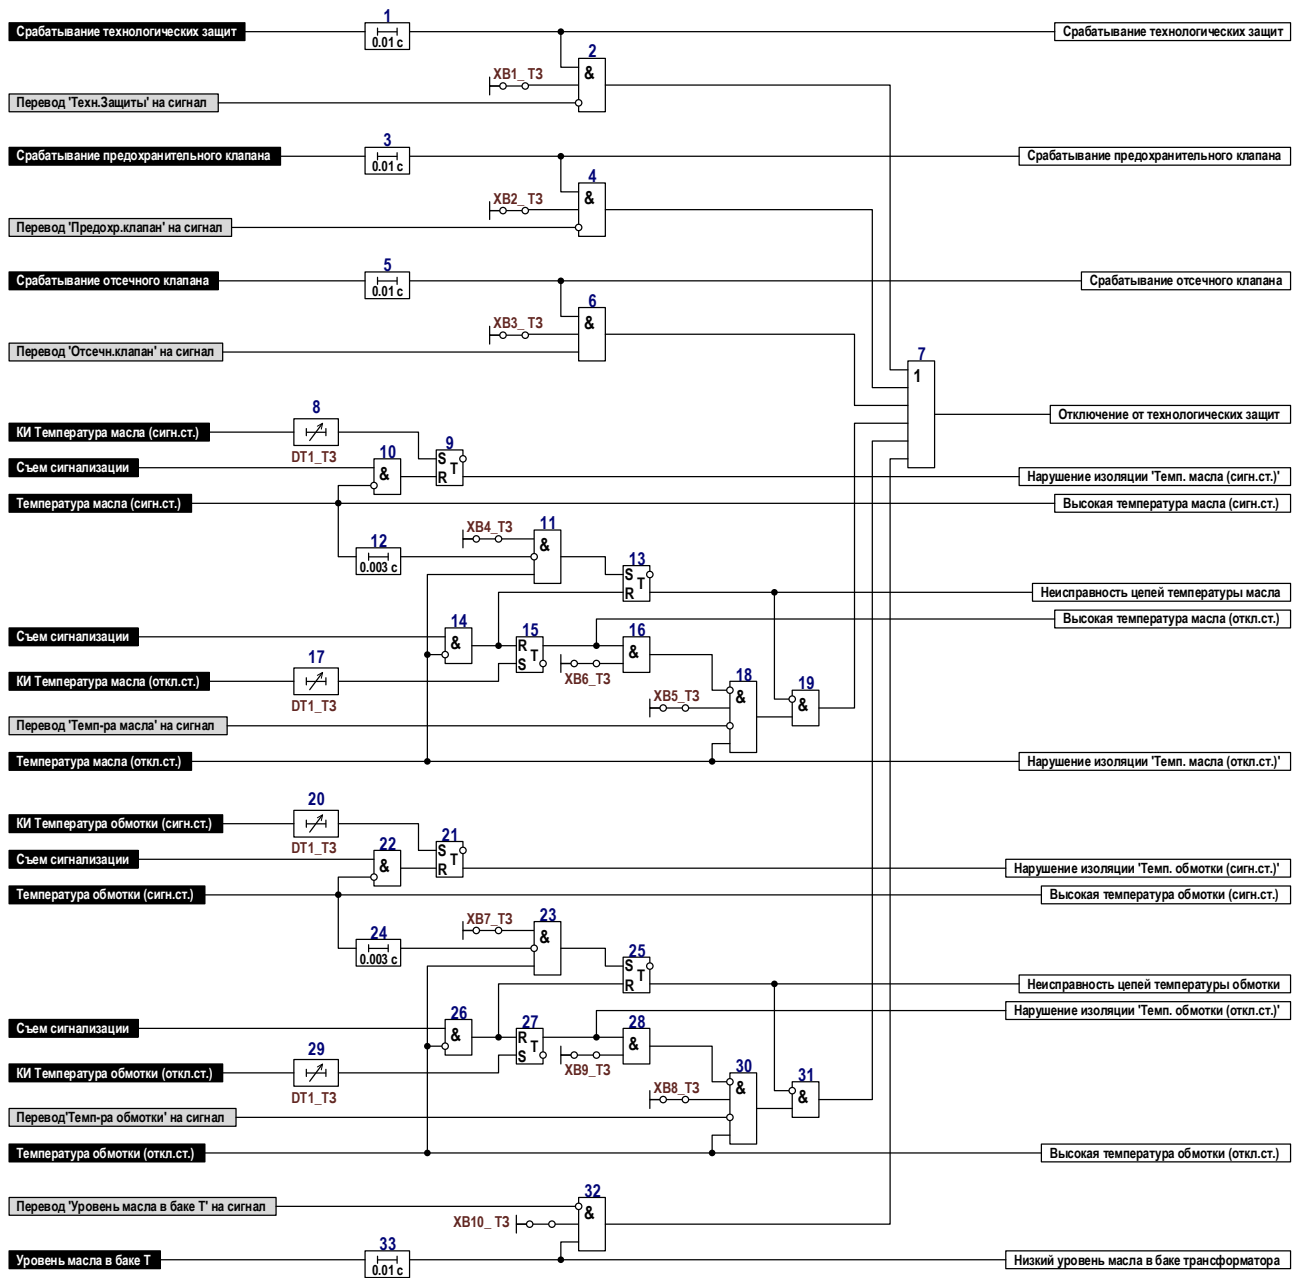 1
Срабатывание технологических защит
0.01 с
Срабатывание технологических защит
2
XB1_ T3
&
Перевод 'Техн.Защиты' на сигнал
3
Срабатывание предохранительного клапана
0.01 с
Срабатывание предохранительного клапана
4
XB2_ T3
&
Перевод 'Предохр.клапан' на сигнал
5
Срабатывание отсечного клапана
0.01 с
Срабатывание отсечного клапана
6
XB3_ T3
&
Перевод 'Отсечн.клапан' на сигнал
7
1
Отключение от технологических защит
8
КИ Температура масла (сигн.ст.)
DT1_T3
9
S T
R
10
&
Съем сигнализации
Нарушение изоляции 'Темп. масла (сигн.ст.)'
Температура масла (сигн.ст.)
Высокая температура масла (сигн.ст.)
XB4_T3
11
&
12
0.003 с
13
S T
R
Неисправность цепей температуры масла
14
&
Съем сигнализации
15
R T
S
16
&
Высокая температура масла (откл.ст.)
17
КИ Температура масла (откл.ст.)
DT1_T3
XB6_T3
XB5_T3
18
&
19
&
Перевод 'Темп-ра масла' на сигнал
Температура масла (откл.ст.)
Нарушение изоляции 'Темп. масла (откл.ст.)'
20
КИ Температура обмотки (сигн.ст.)
DT1_T3
21
S T
R
22
&
Съем сигнализации
Нарушение изоляции 'Темп. обмотки (сигн.ст.)'
Температура обмотки (сигн.ст.)
Высокая температура обмотки (сигн.ст.)
XB7_T3
23
&
24
0.003 с
25
S T
R
Неисправность цепей температуры обмотки
26
&
Съем сигнализации
27
R T
S
28
&
Нарушение изоляции 'Темп. обмотки (откл.ст.)'
29
КИ Температура обмотки (откл.ст.)
DT1_T3
XB9_T3
XB8_T3
30
&
31
&
Перевод'Темп-ра обмотки' на сигнал
Температура обмотки (откл.ст.)
Высокая температура обмотки (откл.ст.)
32
Перевод 'Уровень масла в баке Т' на сигнал
&
XB10_ T3
33
Уровень масла в баке Т
0.01 с
Низкий уровень масла в баке трансформатора